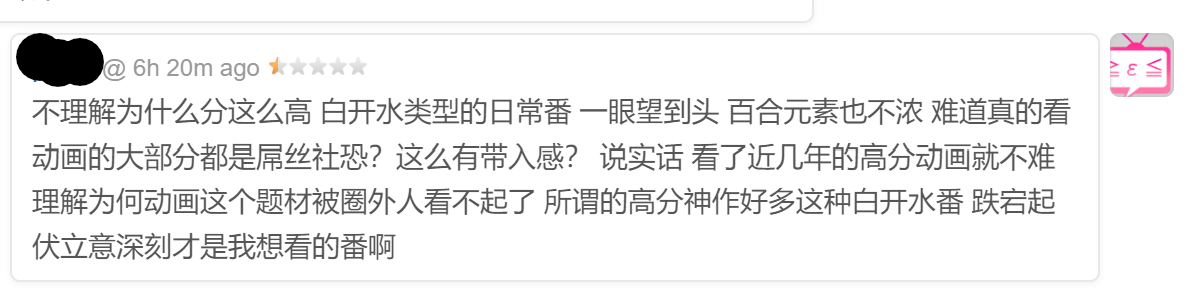 @ 6h 20m ago
不理解为什么分这么高 白开水类型的日常番 一眼望到头 百合元素也不浓 难道真的看
动画的大部分都是屌丝社恐？这么有带入感？ 说实话 看了近几年的高分动画就不难
理解为何动画这个题材被圈外人看不起了 所谓的高分神作好多这种白开水番 跌宕起
伏立意深刻才是我想看的番啊
≧ ε ≦